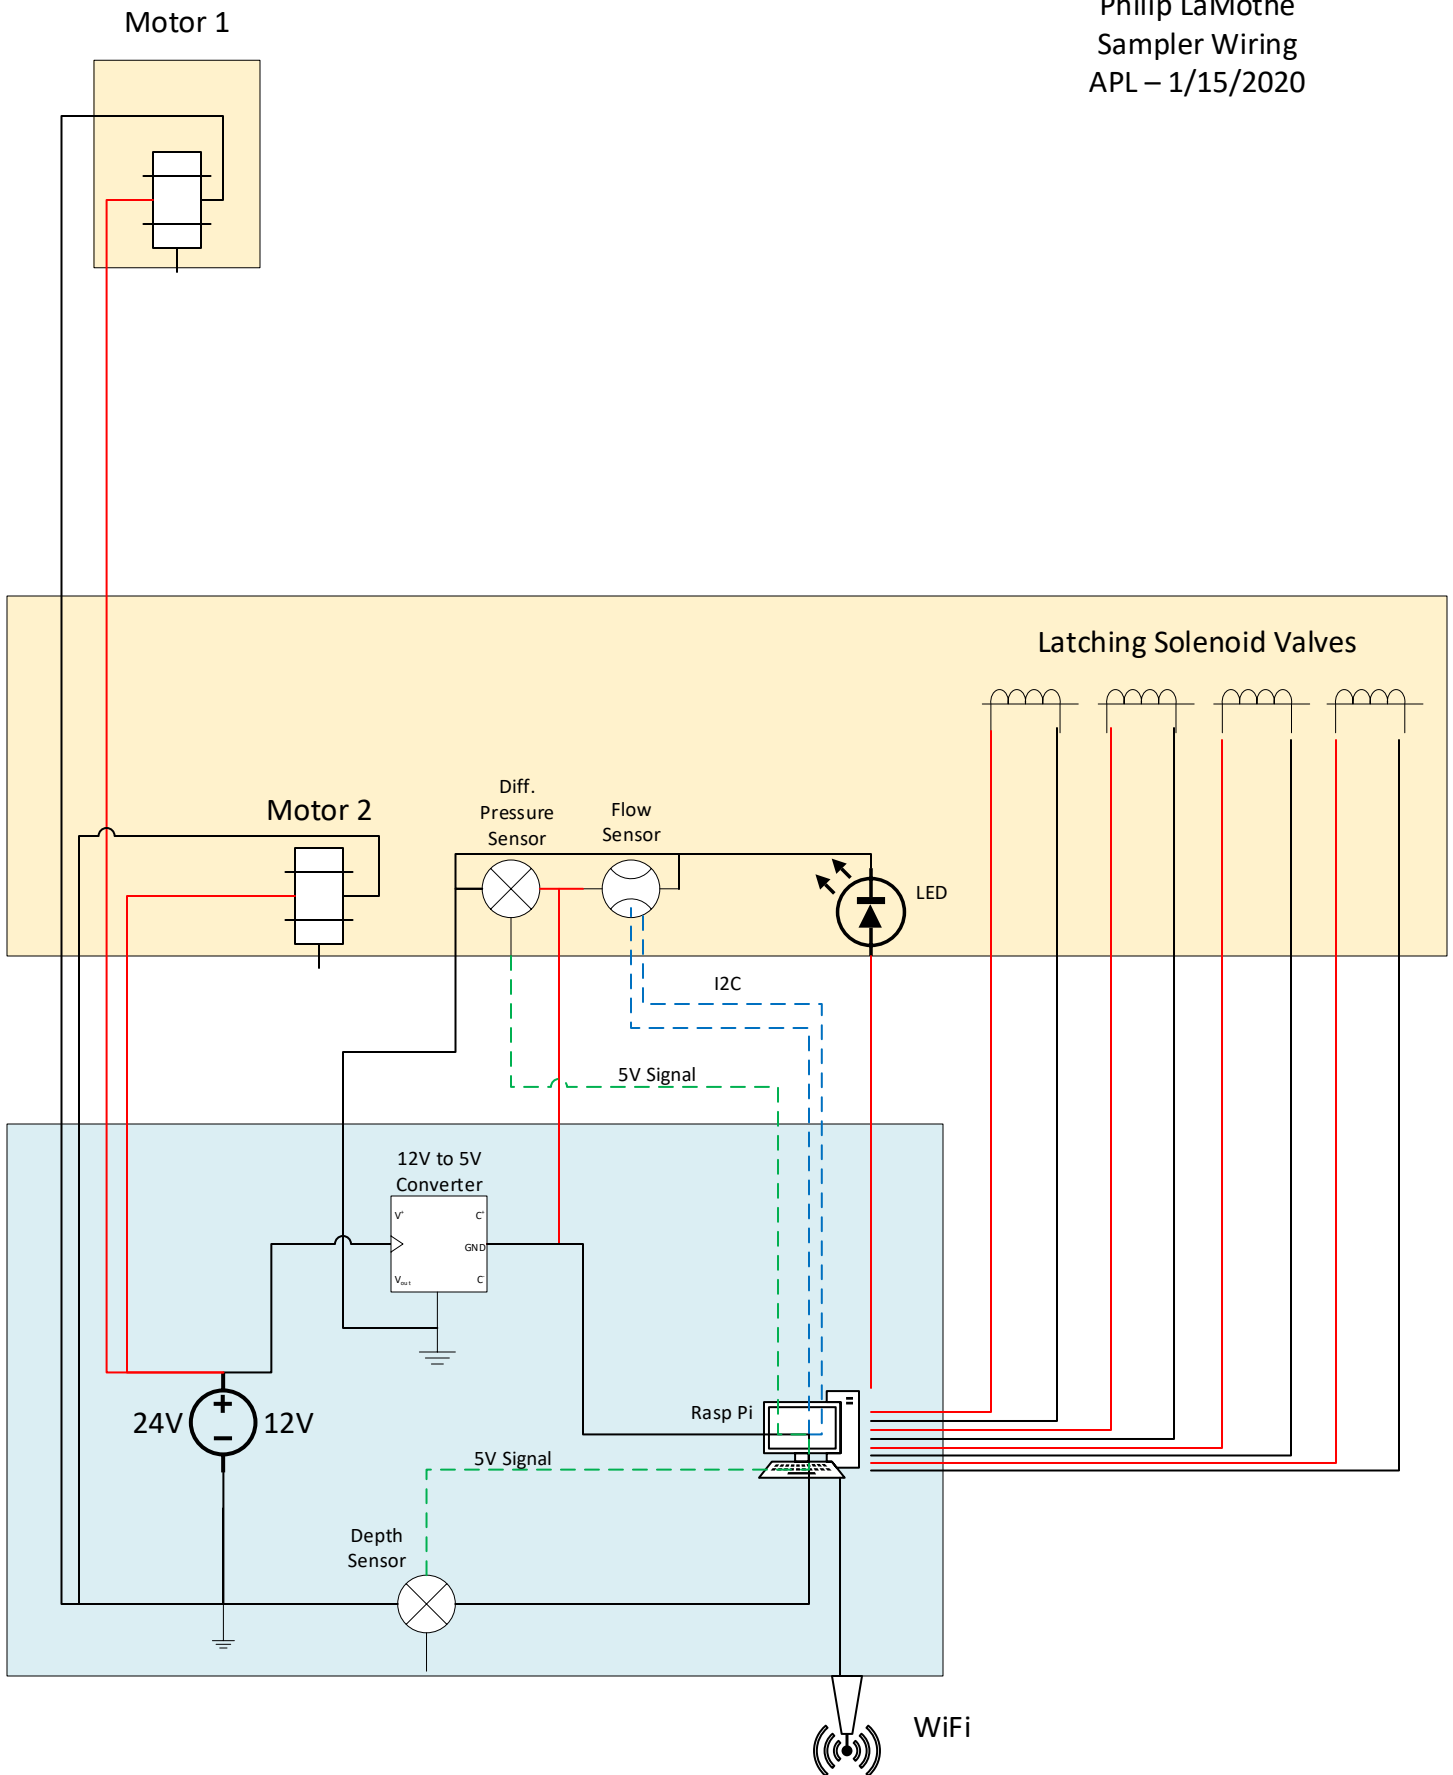 Motor 1
Philip LaMothe
Sampler Wiring
APL – 1/15/2020
Latching Solenoid Valves
Motor 2
Diff.
Pressure
Sensor
Flow
Sensor
LED
I2C
5V Signal
12V to 5V
Converter
V+
C+
GND
Vout
C
24V
12V
Rasp Pi
5V Signal
Depth
Sensor
WiFi